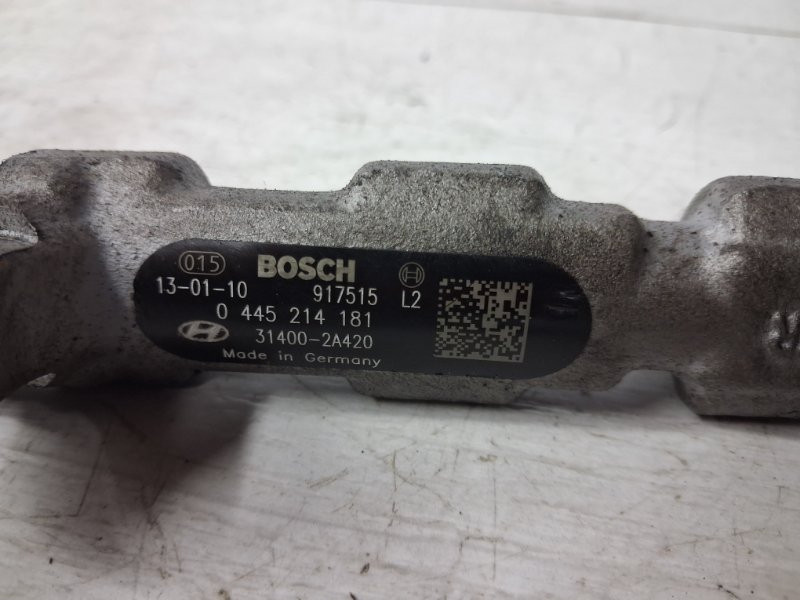 015 BOSCH
13-01-10 917515 L2
0 445 214 181
31400-2A420
Made in Germany